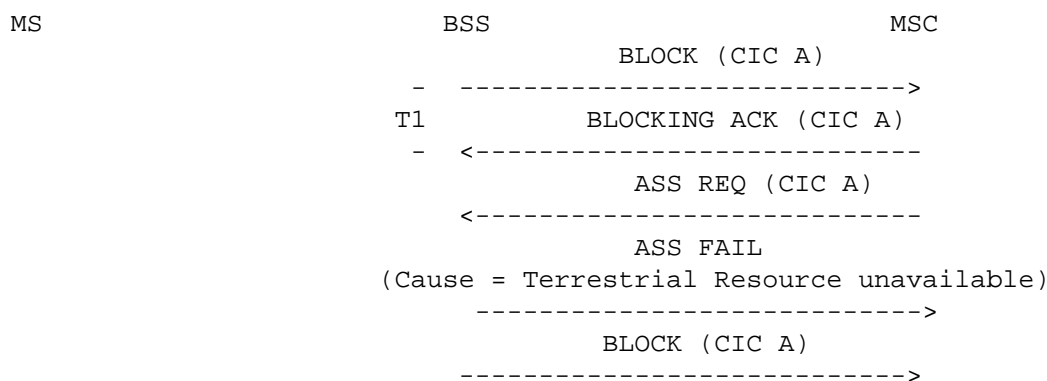 MS BSS MSC
BLOCK (CIC A)
- ---------------------------->
T1 BLOCKING ACK (CIC A)
- <----------------------------
ASS REQ (CIC A)
<----------------------------
ASS FAIL
(Cause = Terrestrial Resource unavailable)
---------------------------->
BLOCK (CIC A)
---------------------------->